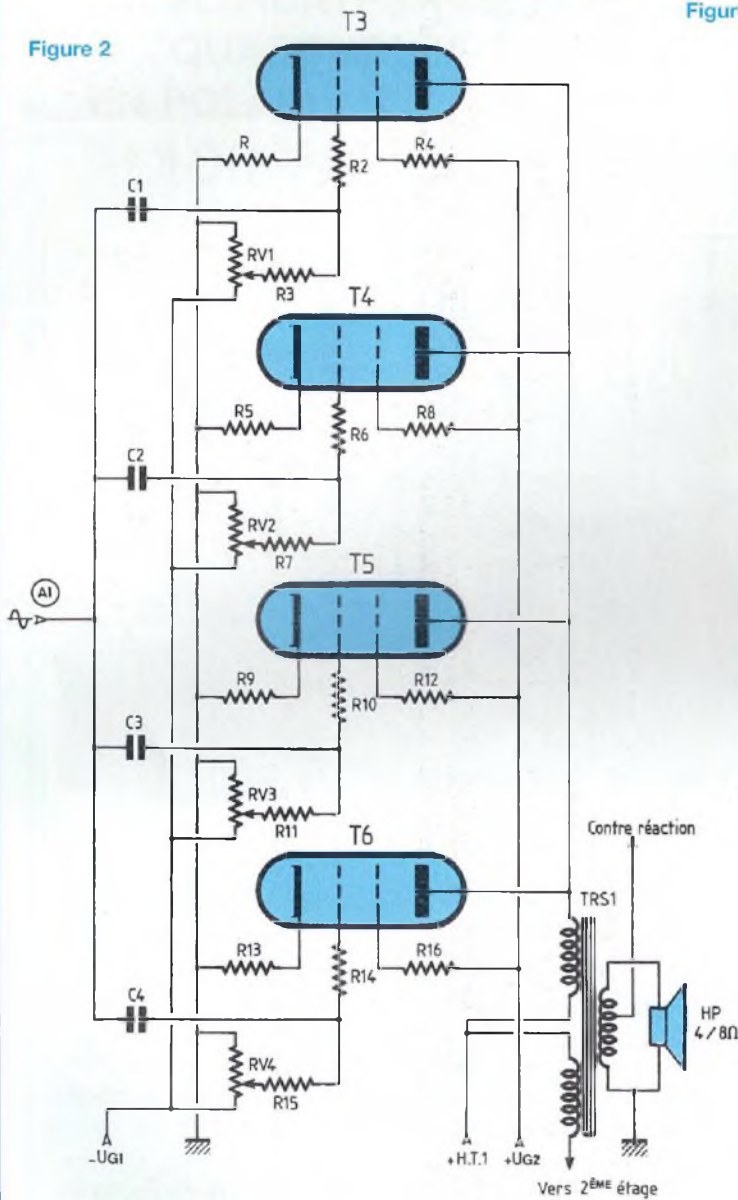 Figure 2
Figur
T3
R
R2
R4
C1
RV1
R3
T4
R5
R6
R8
C2
RV2
R7
T5
A1
R9
R10
R12
C3
RV3
R11
T6
Contre réaction
TRS1
R13
R14
R16
C4
HP
4/8Ω
RV4
R15
-UG1
+H.T.1
+UG2
Vers 2ÈME étage